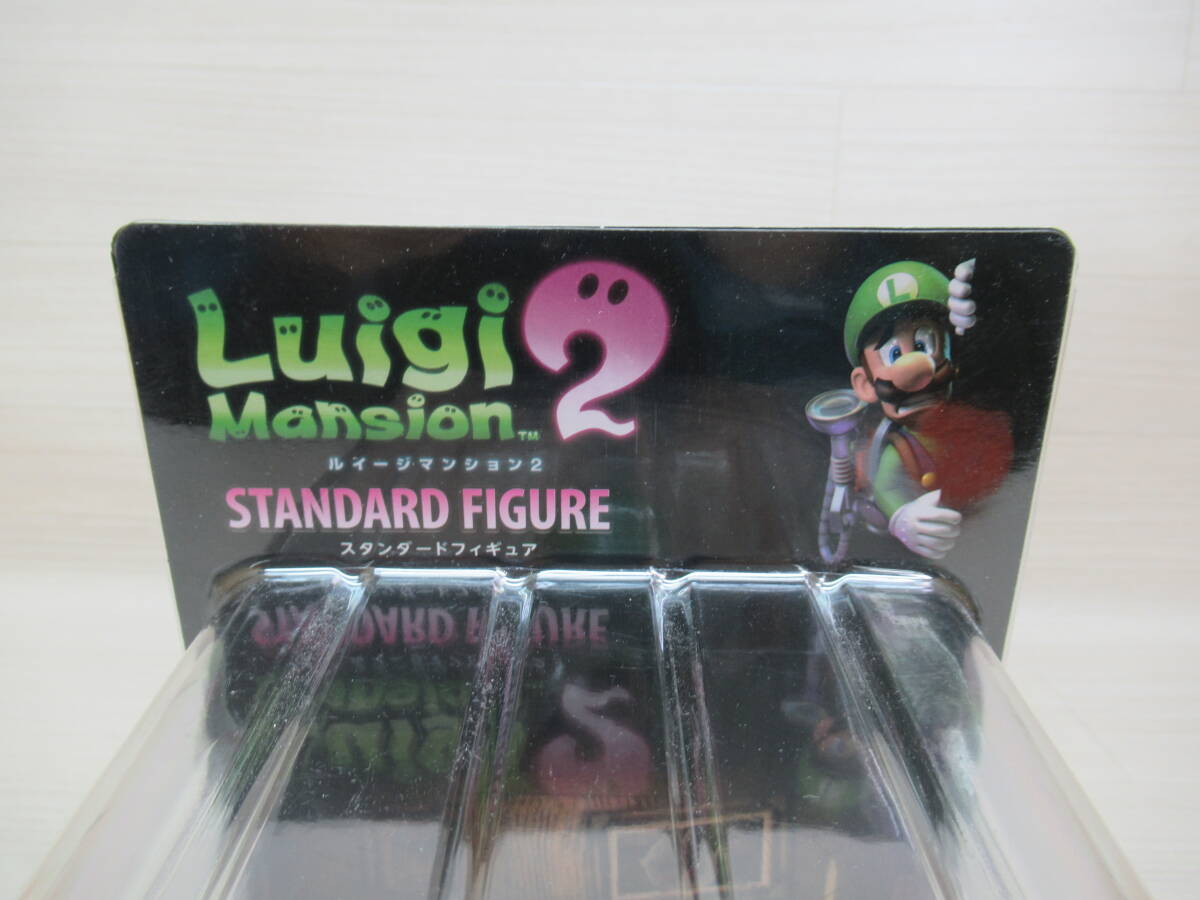 Luigi 2
Mansion™
ルイージマンション2
STANDARD FIGURE
スタンダードフィギュア
L